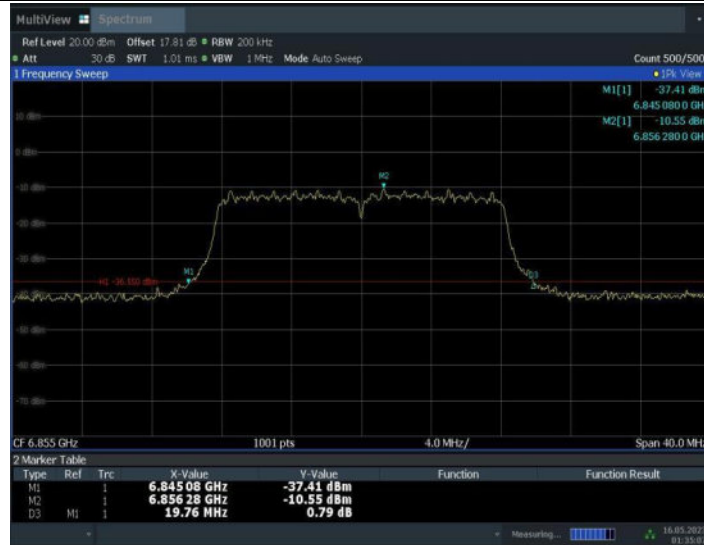 MultiView Spectrum
Ref Level 20.00 dBm Offset 17.81 dB RBW 200 kHz
Att 30 dB SWT 1.01 ms VBW 1 MHz Mode Auto Sweep Count 500/500
1 Frequency Sweep 1Pk View
M1[1] -37.41 dBm
6.845 080 0 GH
M2[1] -10.55 dBm
6.856 280 0 GH
10 dBm
0 dBm
M2
-10 dBm
-20 dBm
-30 dBm
M1 D3
H1 -36.550 dBm
-50 dBm
-60 dBm
-70 dBm
CF 6.855 GHz 1001 pts 4.0 MHz/ Span 40.0 MHz
2 Marker Table
Type Ref Trc X-Value Y-Value Function Function Result
M1 1 6.845 08 GHz -37.41 dBm
M2 1 6.856 28 GHz -10.55 dBm
D3 M1 1 19.76 MHz 0.79 dB
Measuring... 16.05.202
01:35:0